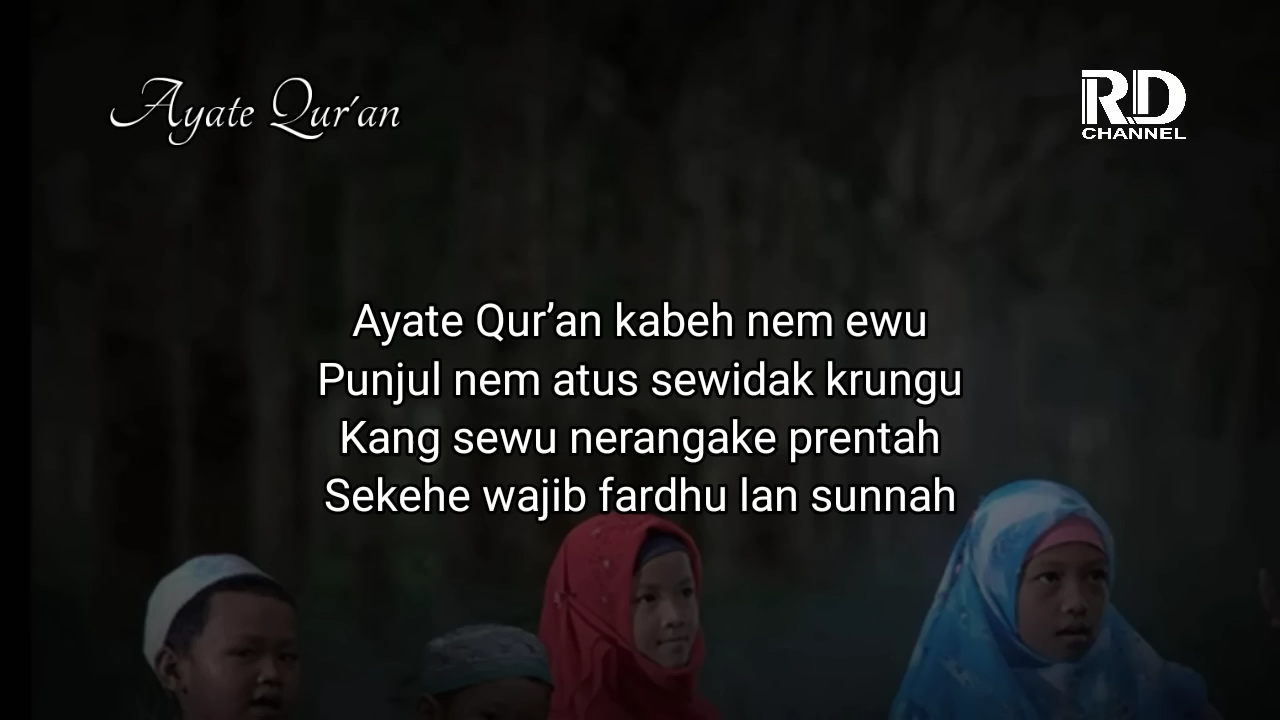 Ayate Qur'an
RD
CHANNEL
Ayate Qur’an kabeh nem ewu
Punjul nem atus sewidak krungu
Kang sewu nerangake prentah
Sekehe wajib fardhu lan sunnah